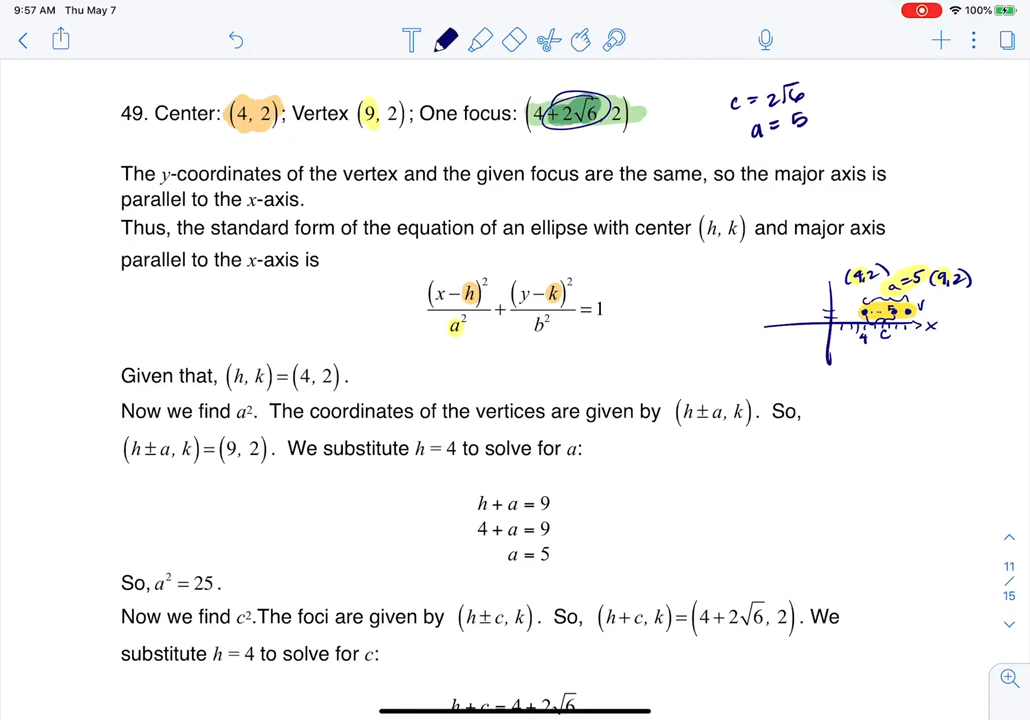 9:57 AM Thu May 7
100%
T
49. Center: (4, 2); Vertex (9, 2); One focus: (4+2√6, 2)
c = 2√6
a = 5
The y-coordinates of the vertex and the given focus are the same, so the major axis is
parallel to the x-axis.
Thus, the standard form of the equation of an ellipse with center (h, k) and major axis
parallel to the x-axis is
(x−h)²/a² + (y−k)²/b² = 1
(4,2) a=5 (9,2)
c 5 v
4 c x
Given that, (h, k)=(4, 2).
Now we find a². The coordinates of the vertices are given by (h±a, k). So,
(h±a, k)=(9, 2). We substitute h = 4 to solve for a:
h + a = 9
4 + a = 9
a = 5
So, a² = 25.
Now we find c².The foci are given by (h±c, k). So, (h+c, k)=(4+2√6, 2). We
substitute h = 4 to solve for c:
h + c = 4 + 2√6
11
/
15